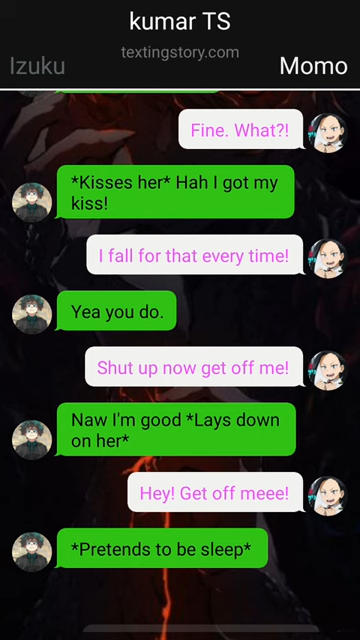 kumar TS
textingstory.com
Izuku
Momo
Fine. What?!
*Kisses her* Hah I got my
kiss!
I fall for that every time!
Yea you do.
Shut up now get off me!
Naw I'm good *Lays down
on her*
Hey! Get off meee!
*Pretends to be sleep*